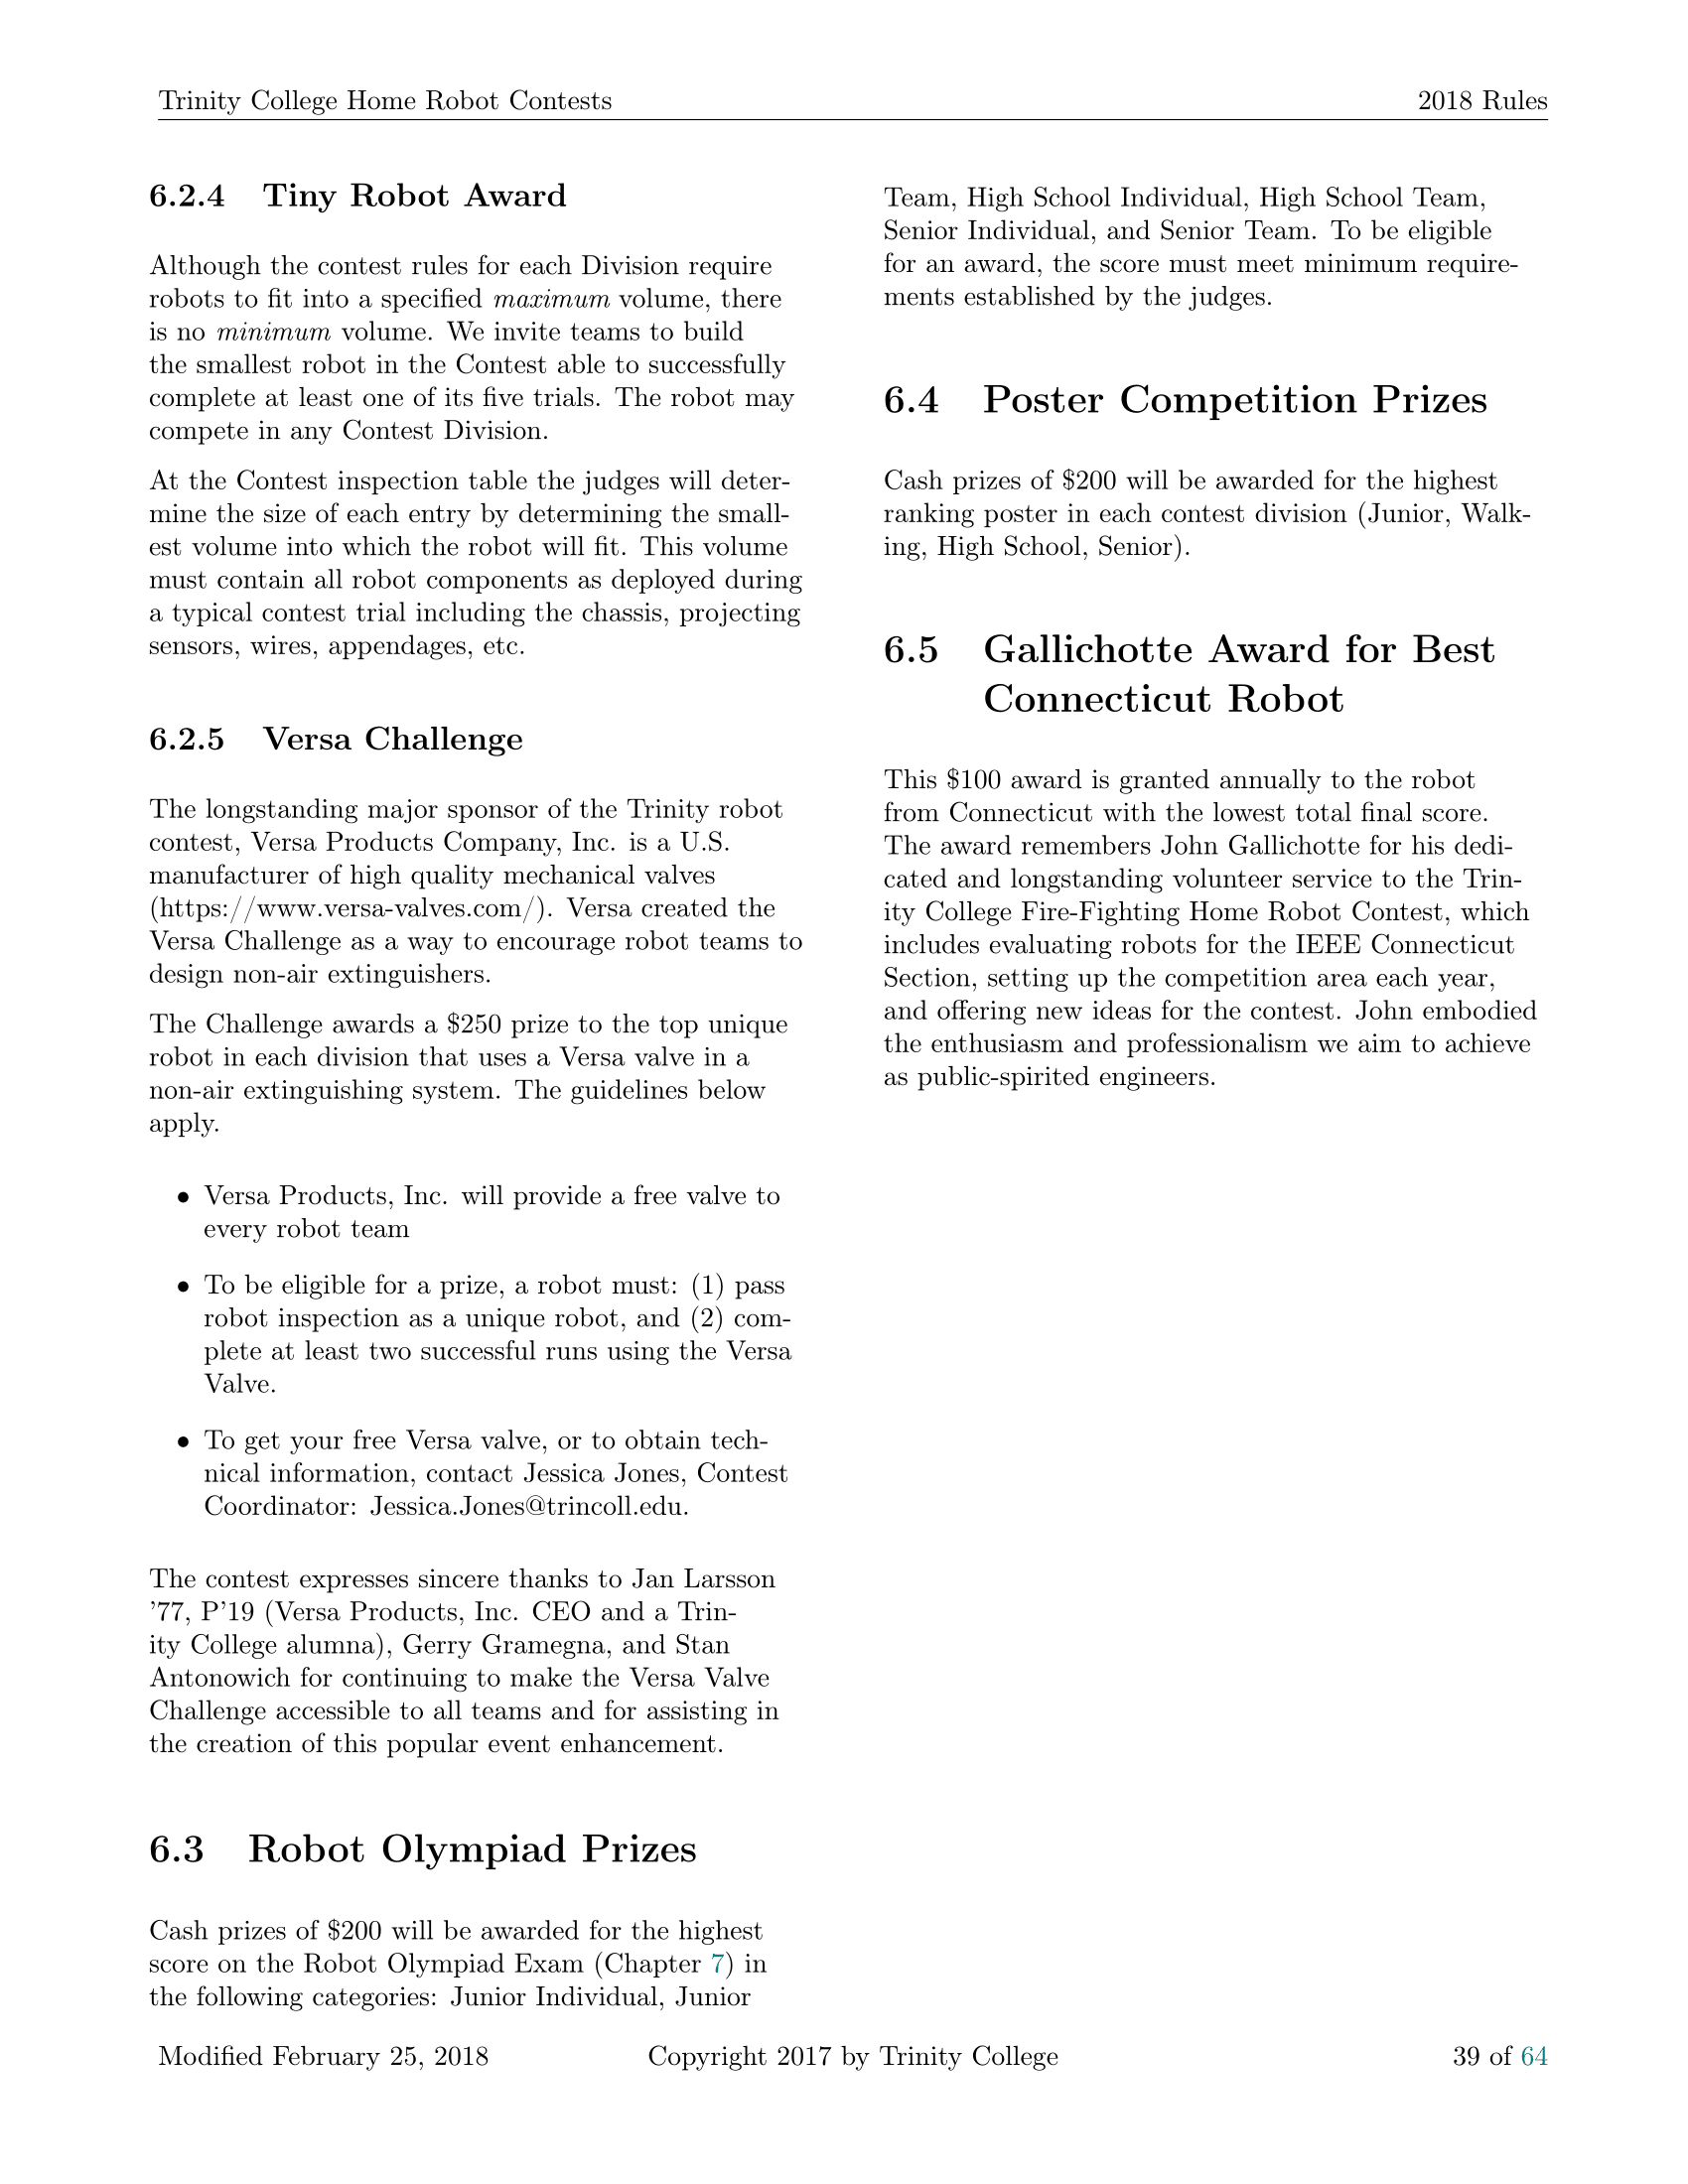 Trinity College Home Robot Contests 2018 Rules
6.2.4 Tiny Robot Award
Although the contest rules for each Division require
robots to fit into a specified maximum volume, there
is no minimum volume. We invite teams to build
the smallest robot in the Contest able to successfully
complete at least one of its five trials. The robot may
compete in any Contest Division.
At the Contest inspection table the judges will deter-
mine the size of each entry by determining the small-
est volume into which the robot will fit. This volume
must contain all robot components as deployed during
a typical contest trial including the chassis, projecting
sensors, wires, appendages, etc.
6.2.5 Versa Challenge
The longstanding major sponsor of the Trinity robot
contest, Versa Products Company, Inc. is a U.S.
manufacturer of high quality mechanical valves
(https://www.versa-valves.com/). Versa created the
Versa Challenge as a way to encourage robot teams to
design non-air extinguishers.
The Challenge awards a $250 prize to the top unique
robot in each division that uses a Versa valve in a
non-air extinguishing system. The guidelines below
apply.
• Versa Products, Inc. will provide a free valve to
every robot team
• To be eligible for a prize, a robot must: (1) pass
robot inspection as a unique robot, and (2) com-
plete at least two successful runs using the Versa
Valve.
• To get your free Versa valve, or to obtain tech-
nical information, contact Jessica Jones, Contest
Coordinator: Jessica.Jones@trincoll.edu.
The contest expresses sincere thanks to Jan Larsson
’77, P’19 (Versa Products, Inc. CEO and a Trin-
ity College alumna), Gerry Gramegna, and Stan
Antonowich for continuing to make the Versa Valve
Challenge accessible to all teams and for assisting in
the creation of this popular event enhancement.
6.3 Robot Olympiad Prizes
Cash prizes of $200 will be awarded for the highest
score on the Robot Olympiad Exam (Chapter 7) in
the following categories: Junior Individual, Junior
Team, High School Individual, High School Team,
Senior Individual, and Senior Team. To be eligible
for an award, the score must meet minimum require-
ments established by the judges.
6.4 Poster Competition Prizes
Cash prizes of $200 will be awarded for the highest
ranking poster in each contest division (Junior, Walk-
ing, High School, Senior).
6.5 Gallichotte Award for Best
Connecticut Robot
This $100 award is granted annually to the robot
from Connecticut with the lowest total final score.
The award remembers John Gallichotte for his dedi-
cated and longstanding volunteer service to the Trin-
ity College Fire-Fighting Home Robot Contest, which
includes evaluating robots for the IEEE Connecticut
Section, setting up the competition area each year,
and offering new ideas for the contest. John embodied
the enthusiasm and professionalism we aim to achieve
as public-spirited engineers.
Modified February 25, 2018 Copyright 2017 by Trinity College 39 of 64